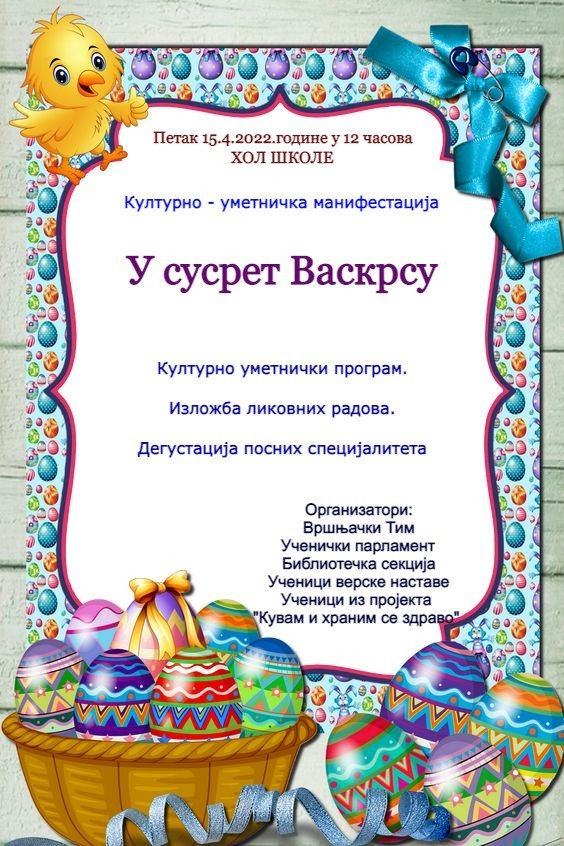 Петак 15.4.2022.године у 12 часова
ХОЛ ШКОЛЕ
Културно - уметничка манифестација
У сусрет Васкрсу
Културно уметнички програм.
Изложба ликовних радова.
Дегустација посних специјалитета
Организатори:
Вршњачки Тим
Ученички парламент
Библиотечка секција
Ученици верске наставе
Ученици из пројекта
"Кувам и храним се здраво"